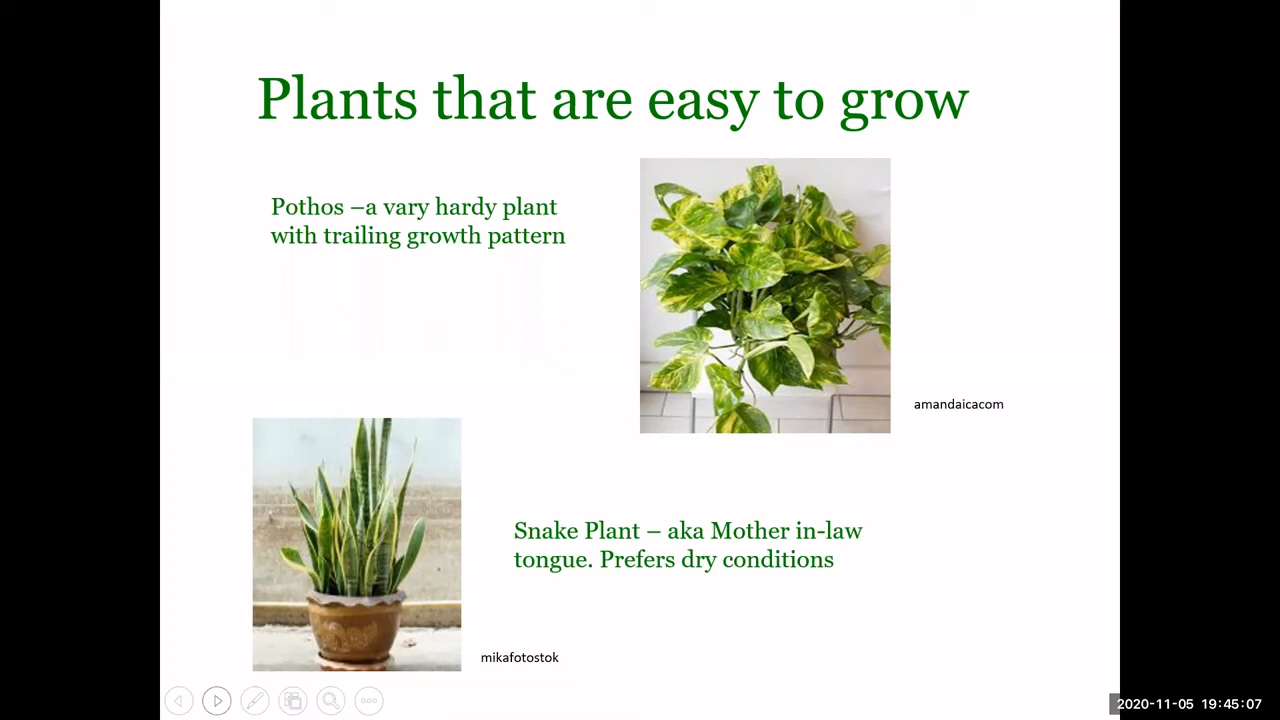 Plants that are easy to grow
Pothos –a vary hardy plant
with trailing growth pattern
amandaicacom
Snake Plant – aka Mother in-law
tongue. Prefers dry conditions
mikafotostok
2020-11-05 19:45:07